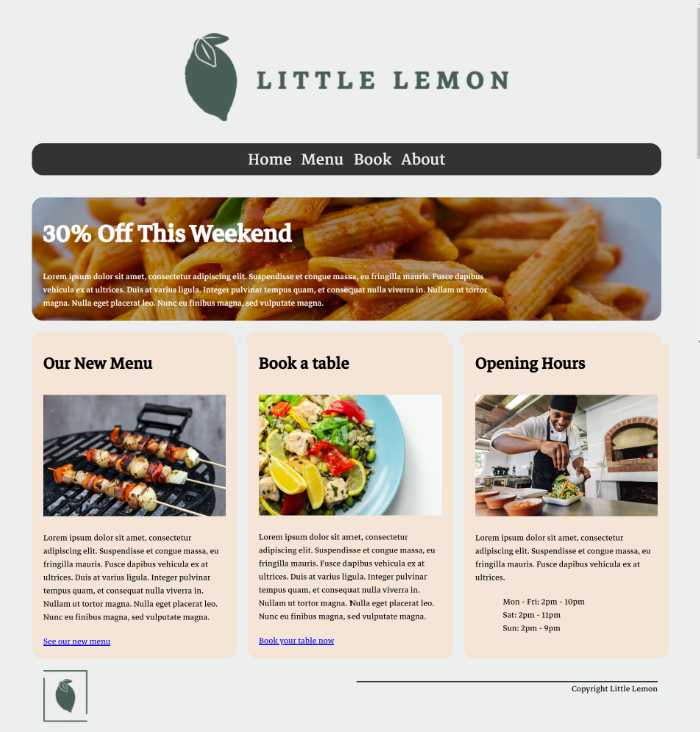 LITTLE LEMON
Home Menu Book About
30% Off This Weekend
Lorem ipsum dolor sit amet, consectetur adipiscing elit. Suspendisse et congue massa, eu fringilla mauris. Fusce dapibus
vehicula ex at ultrices. Duis at varius ligula. Integer pulvinar tempus quam, et consequat nulla viverra in. Nullam ut tortor
magna. Nulla eget placerat leo. Nunc eu finibus magna, sed vulputate magna.
Our New Menu
Lorem ipsum dolor sit amet, consectetur
adipiscing elit. Suspendisse et congue massa, eu
fringilla mauris. Fusce dapibus vehicula ex at
ultrices. Duis at varius ligula. Integer pulvinar
tempus quam, et consequat nulla viverra in.
Nullam ut tortor magna. Nulla eget placerat leo.
Nunc eu finibus magna, sed vulputate magna.
See our new menu
Book a table
Lorem ipsum dolor sit amet, consectetur
adipiscing elit. Suspendisse et congue massa, eu
fringilla mauris. Fusce dapibus vehicula ex at
ultrices. Duis at varius ligula. Integer pulvinar
tempus quam, et consequat nulla viverra in.
Nullam ut tortor magna. Nulla eget placerat leo.
Nunc eu finibus magna, sed vulputate magna.
Book your table now
Opening Hours
Lorem ipsum dolor sit amet, consectetur
adipiscing elit. Suspendisse et congue massa, eu
fringilla mauris. Fusce dapibus vehicula ex at
ultrices.
Mon - Fri: 2pm - 10pm
Sat: 2pm - 11pm
Sun: 2pm - 9pm
Copyright Little Lemon